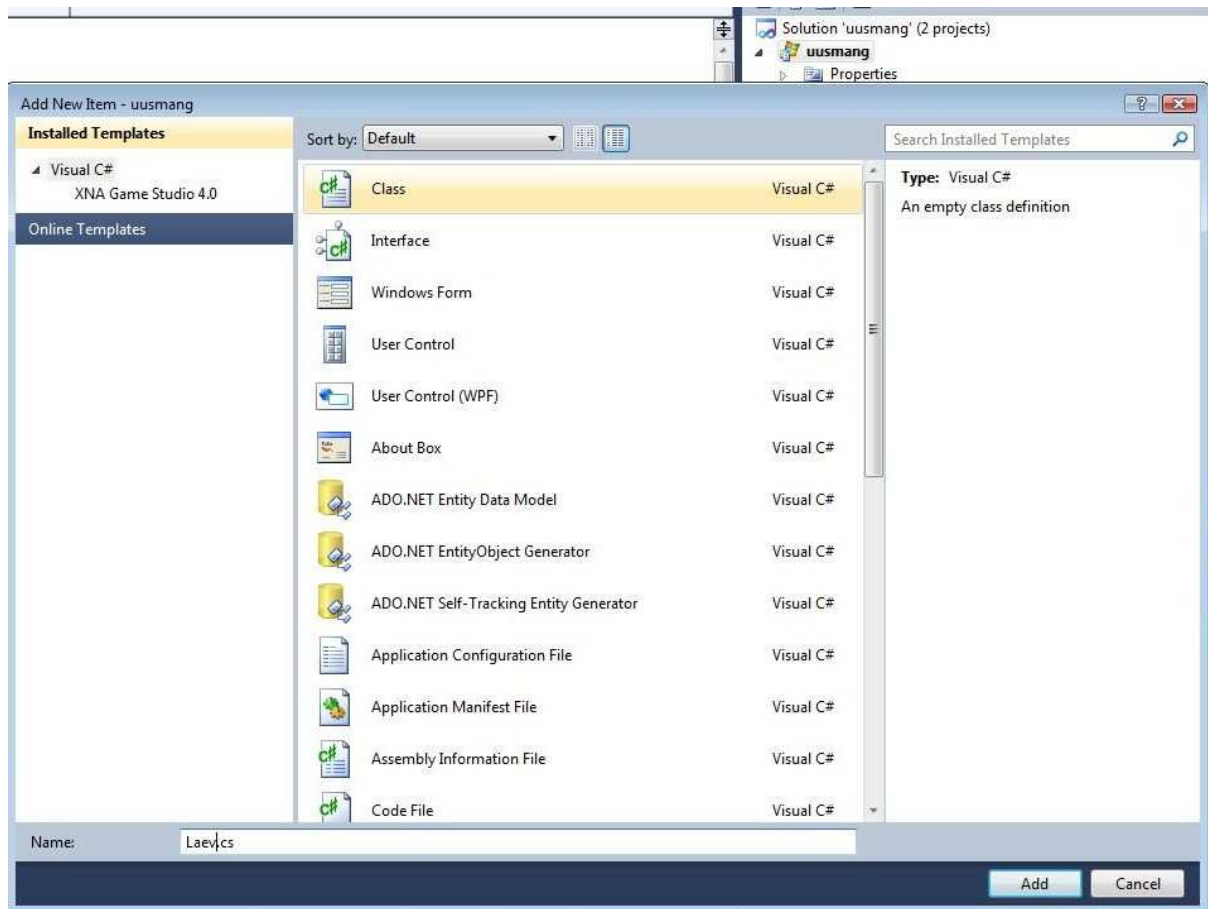 Solution 'uusmang' (2 projects)
uusmang
Properties
Add New Item - uusmang
Installed Templates
Visual C#
XNA Game Studio 4.0
Online Templates
Sort by: Default
Search Installed Templates
Class Visual C#
Interface Visual C#
Windows Form Visual C#
User Control Visual C#
User Control (WPF) Visual C#
About Box Visual C#
ADO.NET Entity Data Model Visual C#
ADO.NET EntityObject Generator Visual C#
ADO.NET Self-Tracking Entity Generator Visual C#
Application Configuration File Visual C#
Application Manifest File Visual C#
Assembly Information File Visual C#
Code File Visual C#
Type: Visual C#
An empty class definition
Name: Laev.cs
Add Cancel